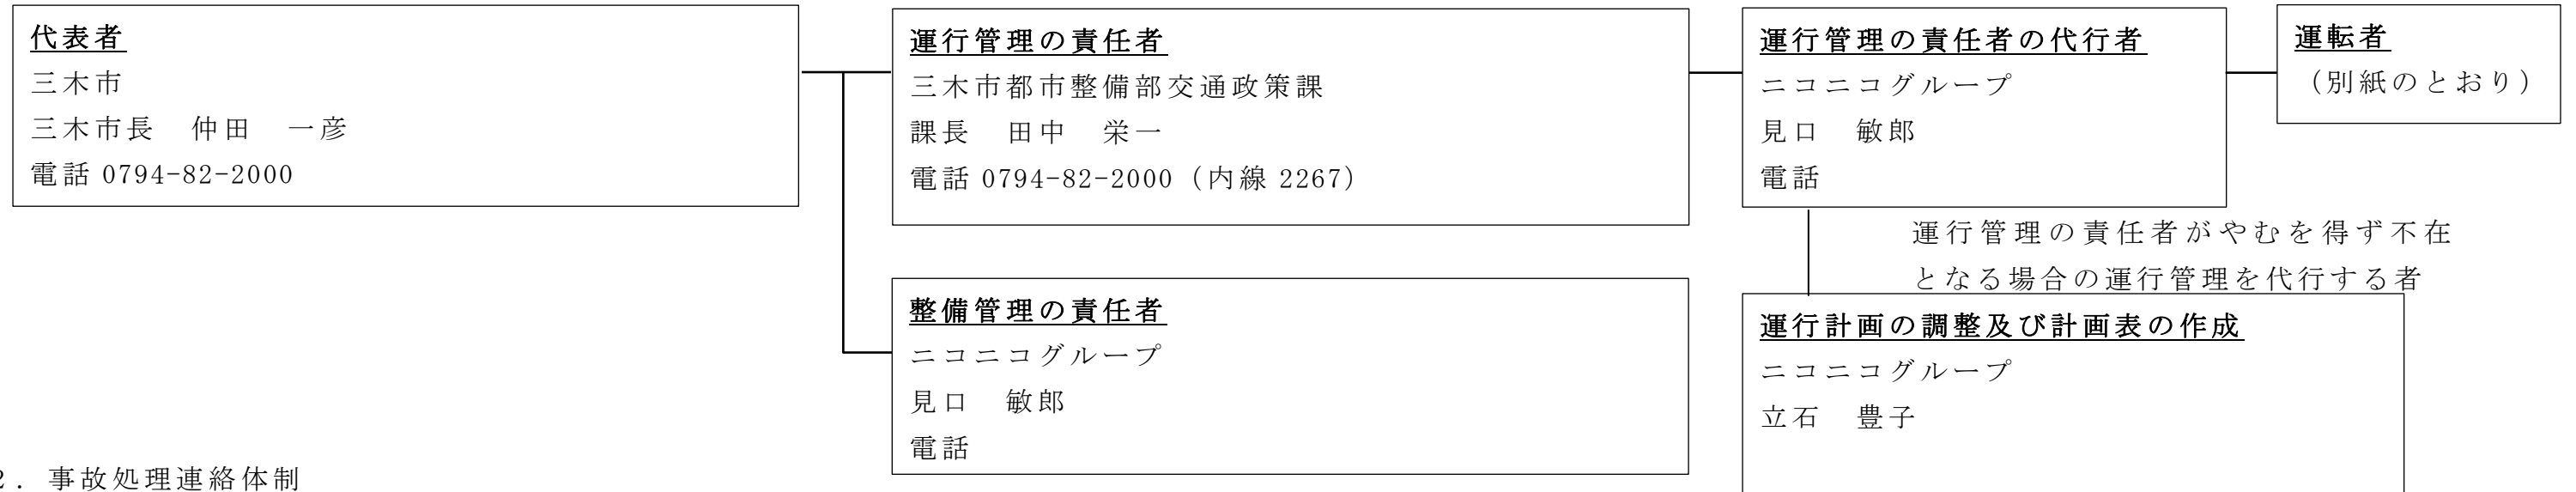 代表者
三木市
三木市長　仲田　一彦
電話 0794-82-2000
運行管理の責任者
三木市都市整備部交通政策課
課長　田中　栄一
電話 0794-82-2000（内線 2267）
運行管理の責任者の代行者
ニコニコグループ
見口　敏郎
電話
運転者
（別紙のとおり）
運行管理の責任者がやむを得ず不在
となる場合の運行管理を代行する者
整備管理の責任者
ニコニコグループ
見口　敏郎
電話
運行計画の調整及び計画表の作成
ニコニコグループ
立石　豊子
2．事故処理連絡体制